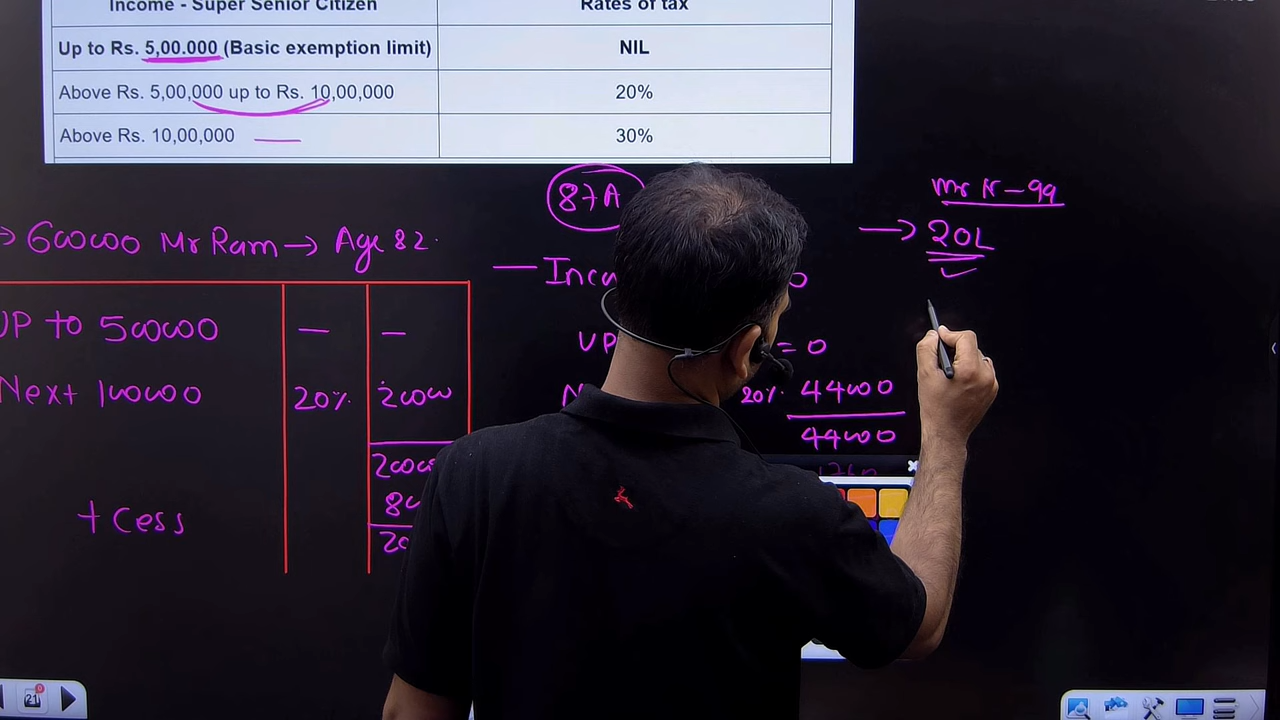 Income - Super Senior Citizen Rates of tax
Up to Rs. 5,00.000 (Basic exemption limit) NIL
Above Rs. 5,00,000 up to Rs. 10,00,000 20%
Above Rs. 10,00,000 30%
87A
Mr N - 99
→ 20L
→ 600000 Mr Ram → Age 82.
UP to 500000 — —
= 0
Next 100000 20%
20% 44000
44000
+ Cess
21